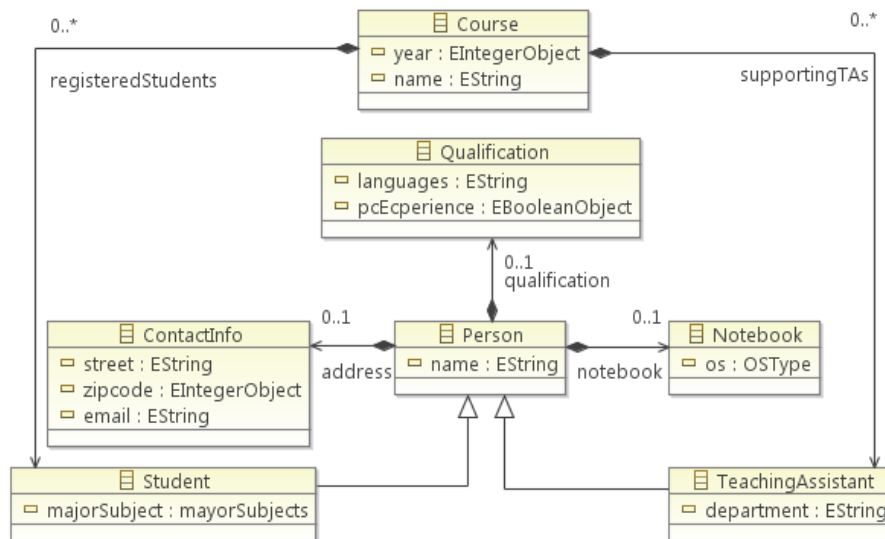 0..*
Course
0..*
year : EIntegerObject
name : EString
registeredStudents
supportingTAs
Qualification
languages : EString
pcEcperience : EBooleanObject
0..1
qualification
ContactInfo
0..1
Person
0..1
Notebook
street : EString
zipcode : EIntegerObject
email : EString
address
name : EString
notebook
os : OSType
Student
majorSubject : mayorSubjects
TeachingAssistant
department : EString